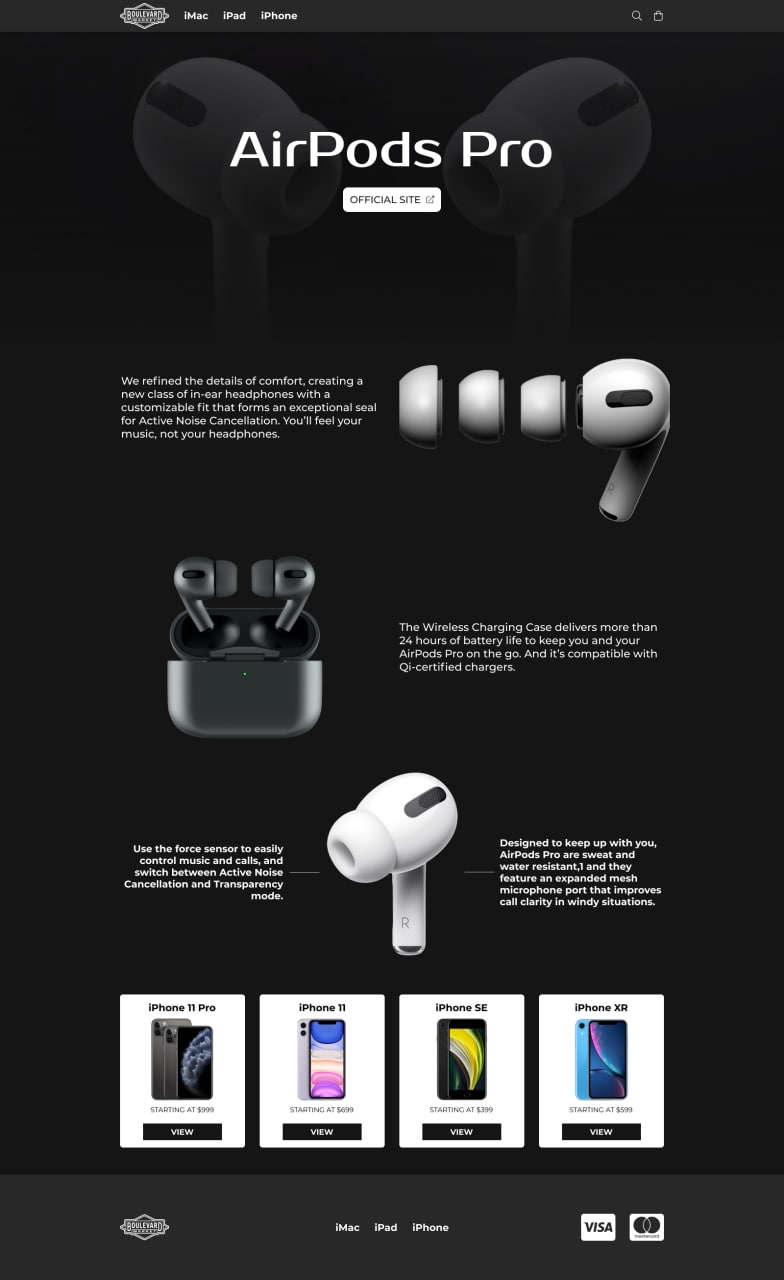 BOULEVARD
MARKET
iMac iPad iPhone
AirPods Pro
OFFICIAL SITE
We refined the details of comfort, creating a
new class of in-ear headphones with a
customizable fit that forms an exceptional seal
for Active Noise Cancellation. You’ll feel your
music, not your headphones.
R
The Wireless Charging Case delivers more than
24 hours of battery life to keep you and your
AirPods Pro on the go. And it’s compatible with
Qi-certified chargers.
Use the force sensor to easily
control music and calls, and
switch between Active Noise
Cancellation and Transparency
mode.
R
Designed to keep up with you,
AirPods Pro are sweat and
water resistant,1 and they
feature an expanded mesh
microphone port that improves
call clarity in windy situations.
iPhone 11 Pro
STARTING AT $999
VIEW
iPhone 11
STARTING AT $699
VIEW
iPhone SE
STARTING AT $399
VIEW
iPhone XR
STARTING AT $599
VIEW
BOULEVARD
MARKET
iMac iPad iPhone
VISA
mastercard